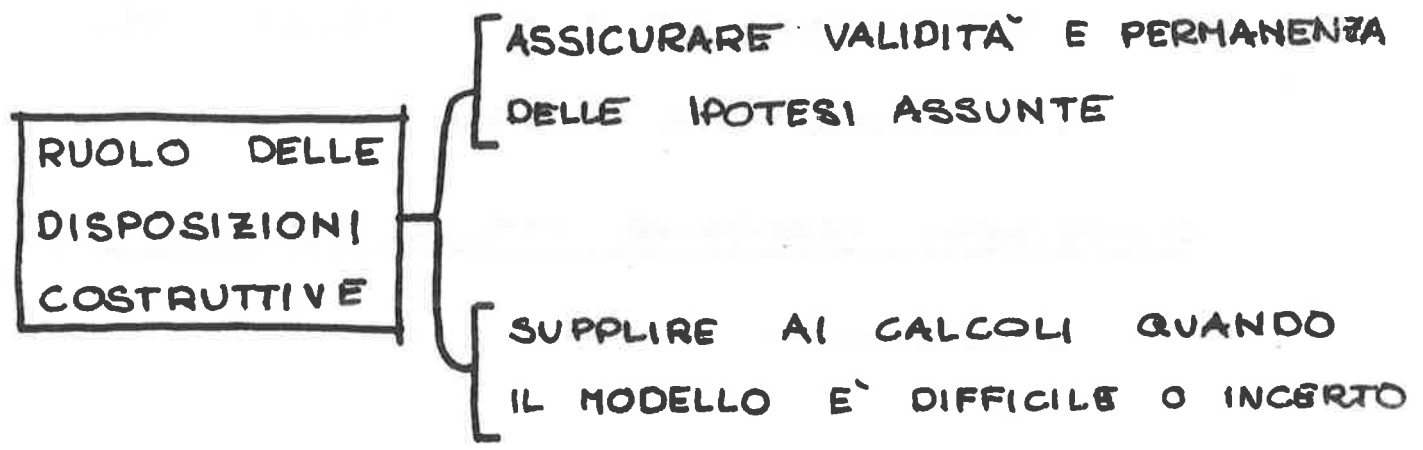 RUOLO DELLE
DISPOSIZIONI
COSTRUTTIVE
ASSICURARE VALIDITÀ E PERMANENZA
DELLE IPOTESI ASSUNTE
SUPPLIRE AI CALCOLI QUANDO
IL MODELLO E\` DIFFICILE O INCERTO